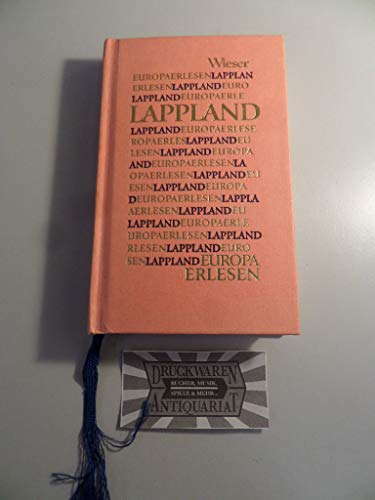 Wieser
EUROPAERLESENLAPPLAN
ERLESENLAPPLANDEURO
LAPPLANDEUROPAERLE
LAPPLAND
LAPPLANDEUROPAERLESE
ROPAERLESLAPPLANDEU
LESENLAPPLANDEUROPA
ANDEUROPAERLESENLA
OPAERLESENLAPPLANDEU
ESENLAPPLANDEUROPA
DEUROPAERLESENLAPPLA
AERLESENLAPPLANDEU
LAPPLANDEUROPAERLE
UROPAERLESENLAPPLAND
RLESENLAPPLANDEURO
SENLAPPLANDEUROPA
ERLESEN
DRUCKWAREN
BÜCHER, MUSIK,
SPIELE & MEHR...
ANTIQUARIAT